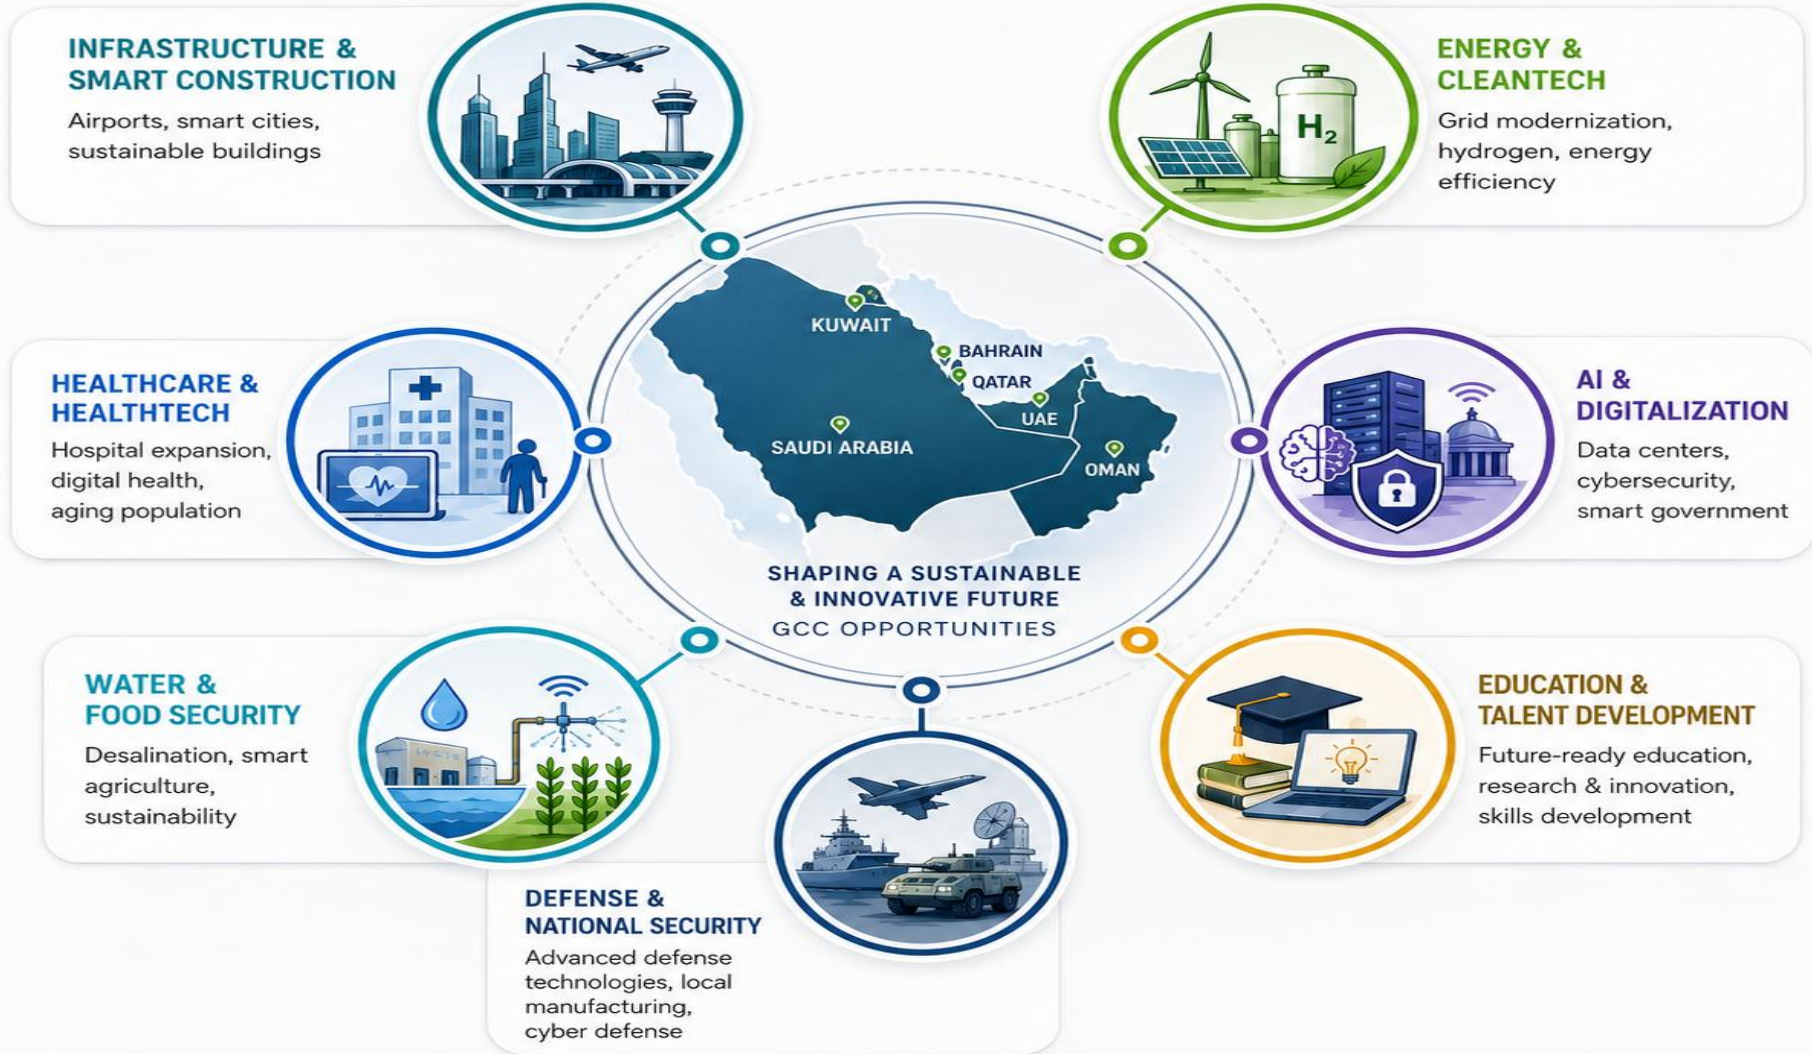 INFRASTRUCTURE &
SMART CONSTRUCTION
Airports, smart cities,
sustainable buildings
ENERGY &
CLEANTECH
Grid modernization,
hydrogen, energy
efficiency
H₂
HEALTHCARE &
HEALTHTECH
Hospital expansion,
digital health,
aging population
KUWAIT
BAHRAIN
QATAR
UAE
SAUDI ARABIA
OMAN
SHAPING A SUSTAINABLE
& INNOVATIVE FUTURE
GCC OPPORTUNITIES
AI &
DIGITALIZATION
Data centers,
cybersecurity,
smart government
WATER &
FOOD SECURITY
Desalination, smart
agriculture,
sustainability
EDUCATION &
TALENT DEVELOPMENT
Future-ready education,
research & innovation,
skills development
DEFENSE &
NATIONAL SECURITY
Advanced defense
technologies, local
manufacturing,
cyber defense